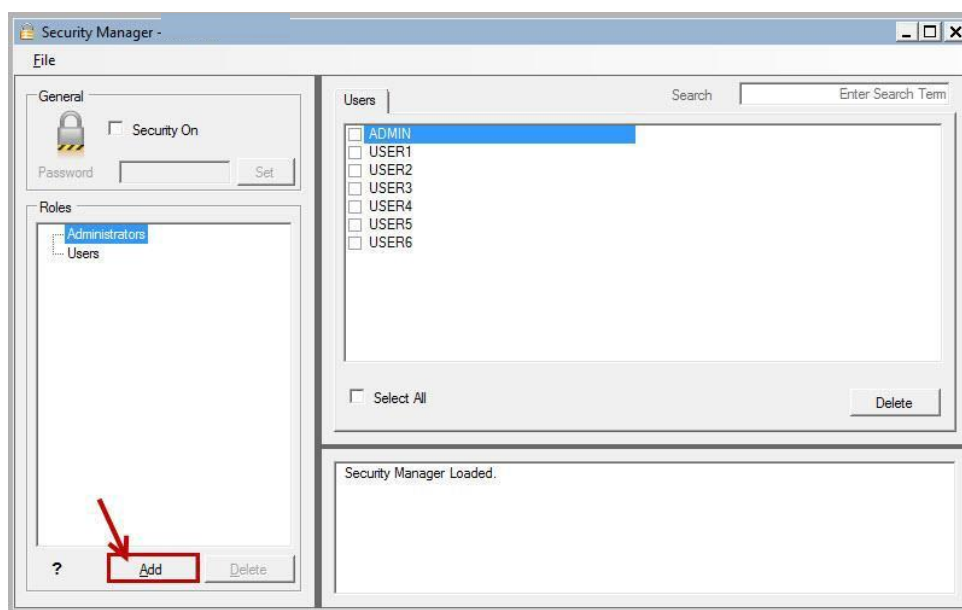 Security Manager -
File
General
Security On
Password
Set
Roles
Administrators
Users
?
Add
Delete
Users
Search
Enter Search Term
ADMIN
USER1
USER2
USER3
USER4
USER5
USER6
Select All
Delete
Security Manager Loaded.